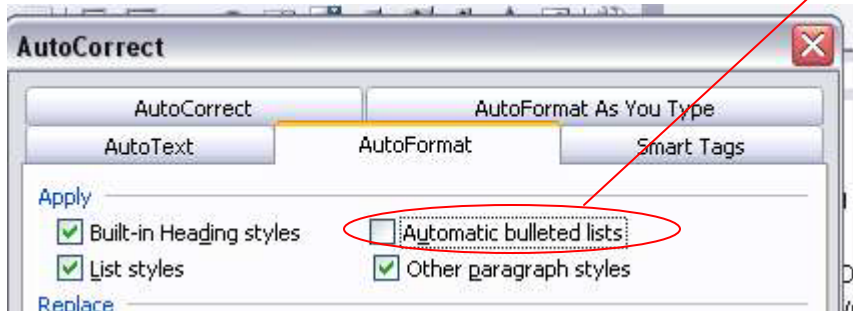 AutoCorrect
AutoCorrect AutoFormat As You Type
AutoText AutoFormat Smart Tags
Apply
Built-in Heading styles Automatic bulleted lists
List styles Other paragraph styles
Replace